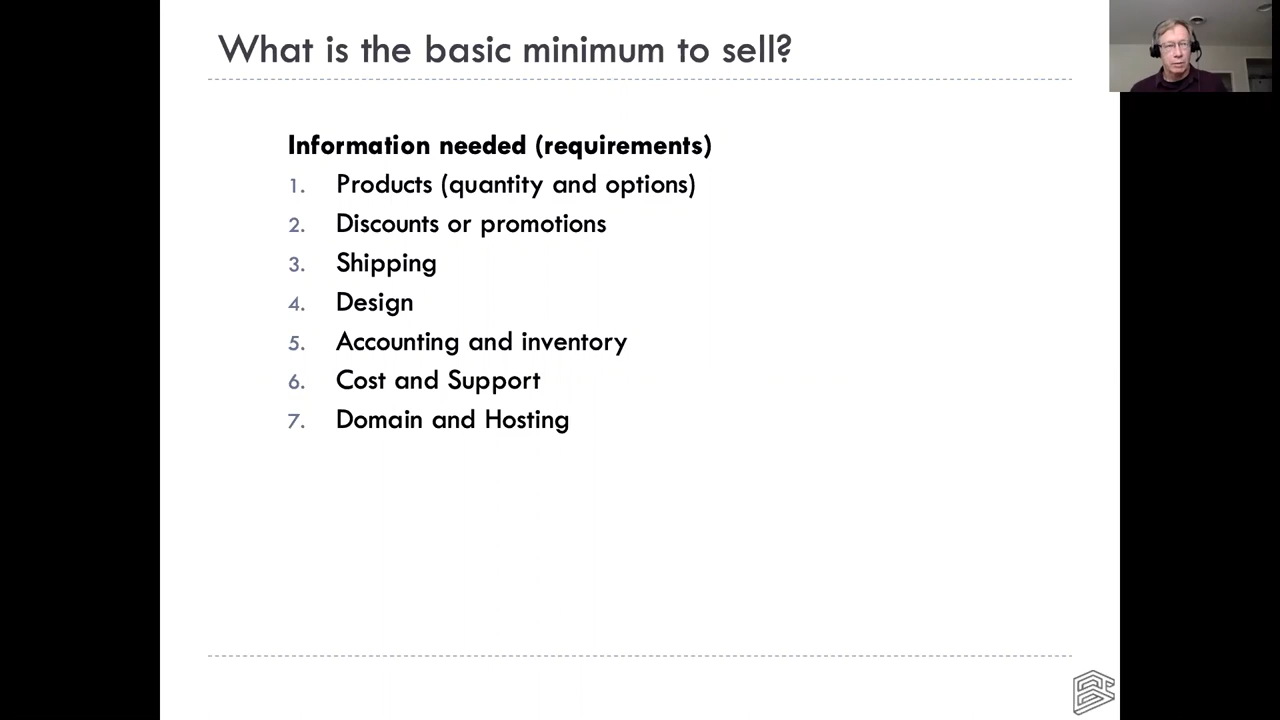 What is the basic minimum to sell?
Information needed (requirements)
1. Products (quantity and options)
2. Discounts or promotions
3. Shipping
4. Design
5. Accounting and inventory
6. Cost and Support
7. Domain and Hosting